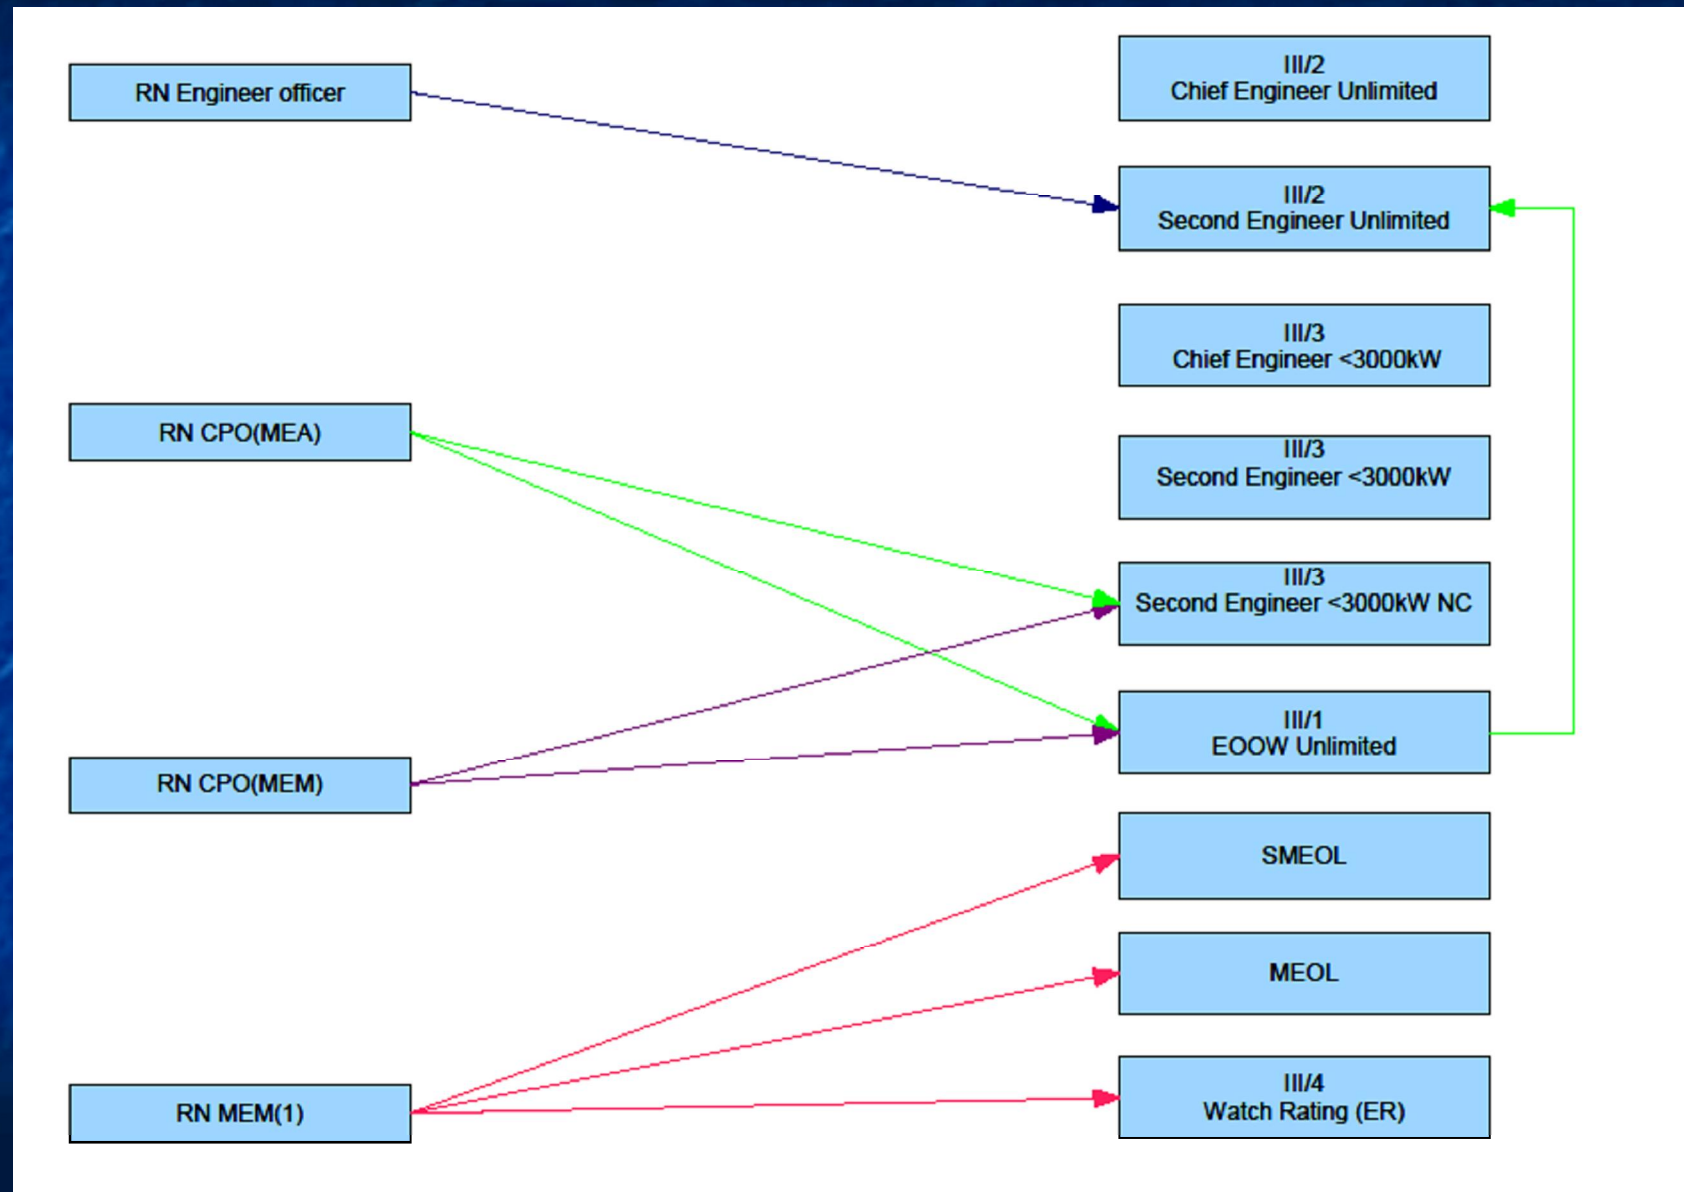 RN Engineer officer
RN CPO(MEA)
RN CPO(MEM)
RN MEM(1)
III/2
Chief Engineer Unlimited
III/2
Second Engineer Unlimited
III/3
Chief Engineer <3000kW
III/3
Second Engineer <3000kW
III/3
Second Engineer <3000kW NC
III/1
EOOW Unlimited
SMEOL
MEOL
III/4
Watch Rating (ER)